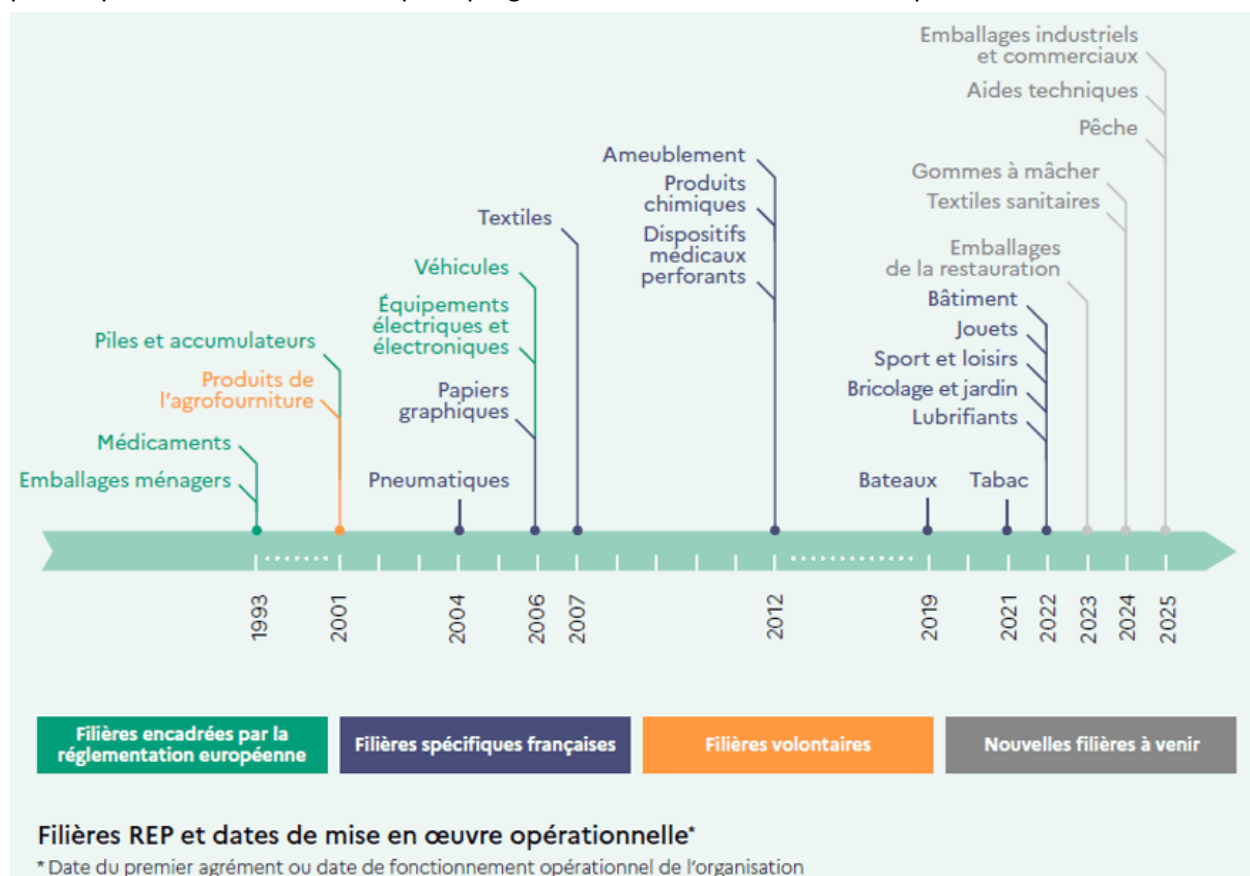 Emballages industriels
et commerciaux
Aides techniques
Pêche
Ameublement
Produits
chimiques
Dispositifs
médicaux
perforants
Gommes à mâcher
Textiles sanitaires
Textiles
Emballages
de la restauration
Véhicules
Équipements
électriques et
électroniques
Bâtiment
Jouets
Sport et loisirs
Bricolage et jardin
Lubrifiants
Piles et accumulateurs
Produits de
l'agrofourniture
Papiers
graphiques
Médicaments
Emballages ménagers
Pneumatiques
Bateaux
Tabac
1993
2001
2004
2006
2007
2012
2019
2021
2022
2023
2024
2025
Filières encadrées par la
réglementation européenne
Filières spécifiques françaises
Filières volontaires
Nouvelles filières à venir
Filières REP et dates de mise en œuvre opérationnelle*
* Date du premier agrément ou date de fonctionnement opérationnel de l'organisation